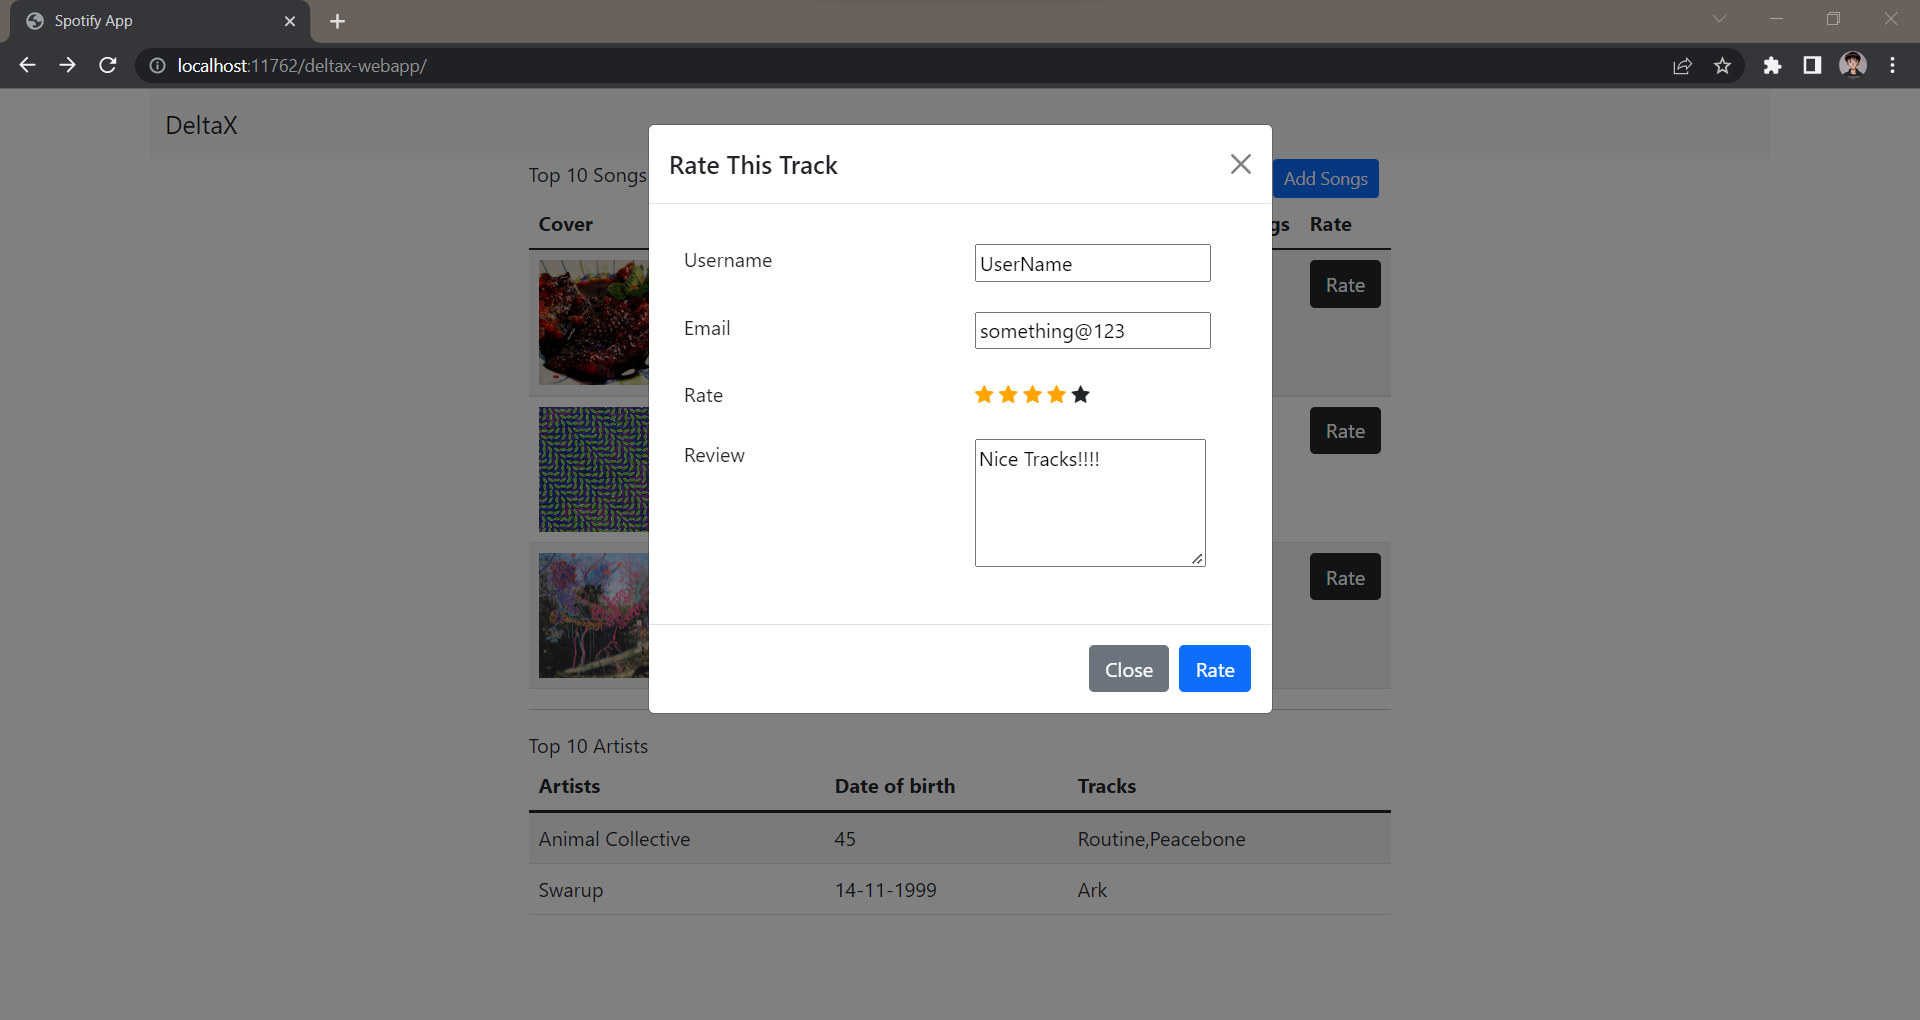 Spotify App
localhost:11762/deltax-webapp/
DeltaX
Rate This Track
Top 10 Songs
Add Songs
Cover
gs Rate
Username
UserName
Rate
Email
something@123
Rate
Rate
Review
Nice Tracks!!!!
Rate
Close Rate
Top 10 Artists
Artists Date of birth Tracks
Animal Collective 45 Routine,Peacebone
Swarup 14-11-1999 Ark